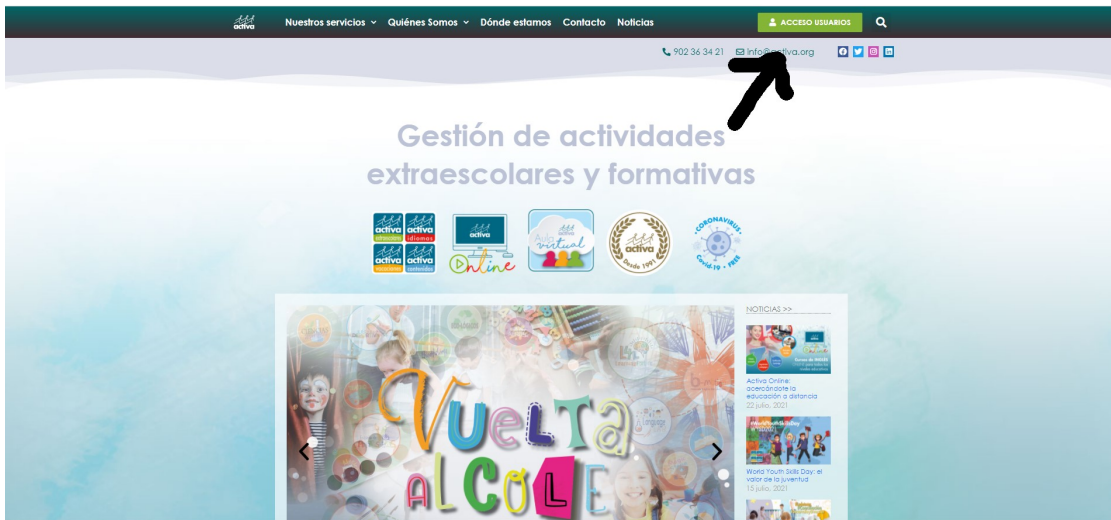 activa
Nuestros servicios
Quiénes Somos
Dónde estamos
Contacto
Noticias
ACCESO USUARIOS
902 36 34 21
Gestión de actividades
extraescolares y formativas
activa activa
extraescolares idiomas
activa activa
vacaciones contenidos
activa
Online
activa
Aula
virtual
activa
Desde 1991
CORONAVIRUS
Covid-19 • FREE
NOTICIAS >>
Activa Online:
acercándote la
educación a distancia
22 julio, 2021
World Youth Skills Day: el
valor de la juventud
15 julio, 2021
VUELTA
AL COLE